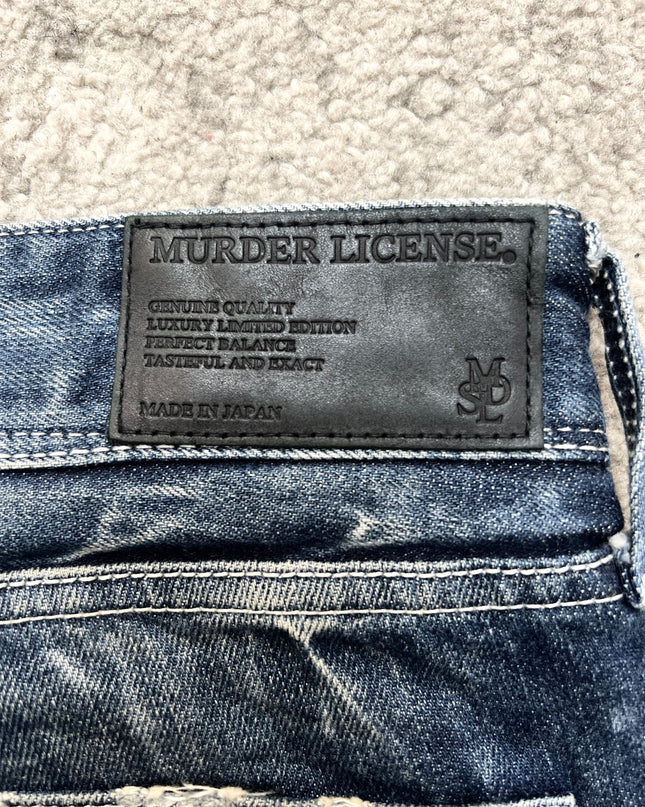 MURDER LICENSE.
GENUINE QUALITY
LUXURY LIMITED EDITION
PERFECT BALANCE
TASTEFUL AND EXACT
MADE IN JAPAN